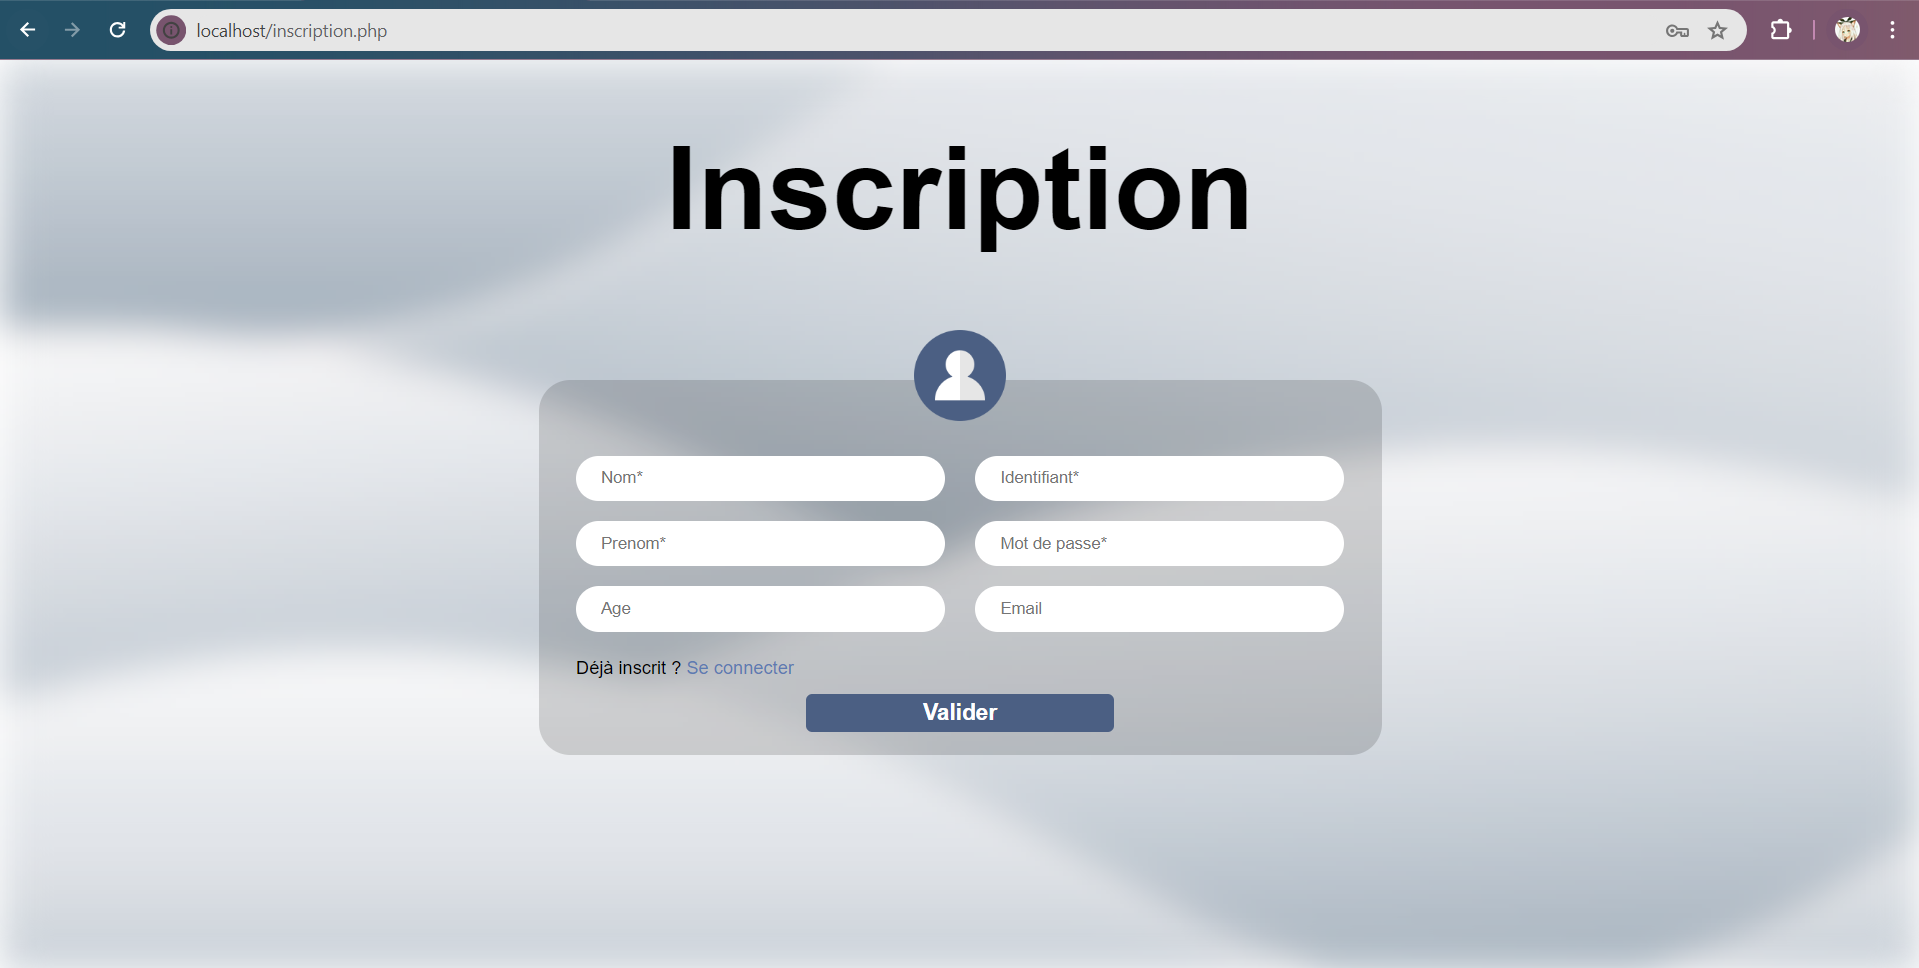 localhost/inscription.php
Inscription
Nom*
Identifiant*
Prenom*
Mot de passe*
Age
Email
Déjà inscrit ? Se connecter
Valider